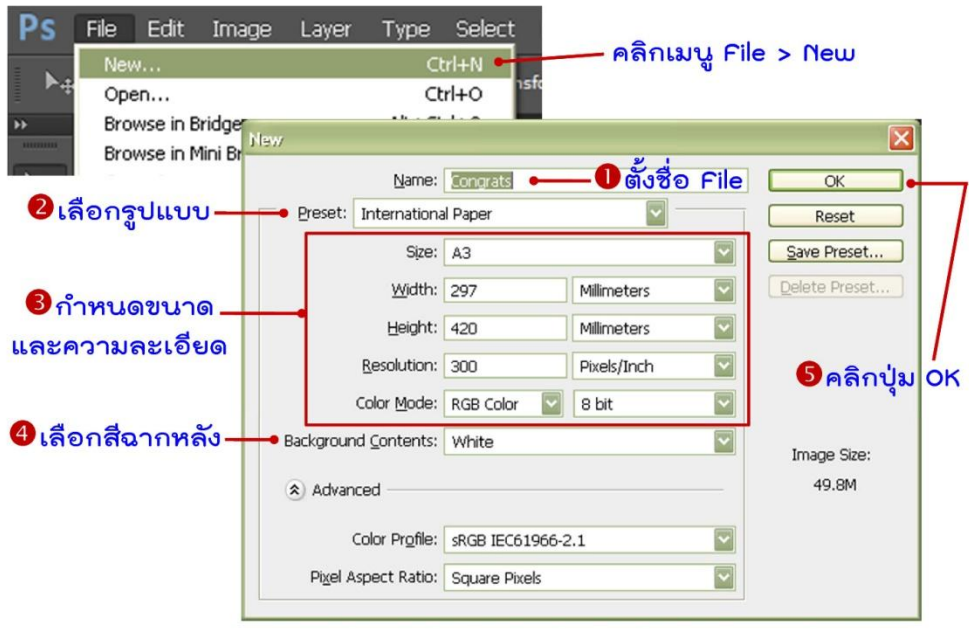 Ps File Edit Image Layer Type Select
New... Ctrl+N
คลิกเมนู File > New
Open... Ctrl+O
Browse in Bridge
Browse in Mini Br
New
Name: Congrats
❶ตั้งชื่อ File
OK
❷เลือกรูปแบบ
Preset: International Paper
Reset
Size: A3
Save Preset...
❸กำหนดขนาด
และความละเอียด
Width: 297 Millimeters
Delete Preset...
Height: 420 Millimeters
Resolution: 300 Pixels/Inch
❺คลิกปุ่ม OK
Color Mode: RGB Color 8 bit
❹เลือกสีฉากหลัง
Background Contents: White
Image Size:
49.8M
Advanced
Color Profile: sRGB IEC61966-2.1
Pixel Aspect Ratio: Square Pixels